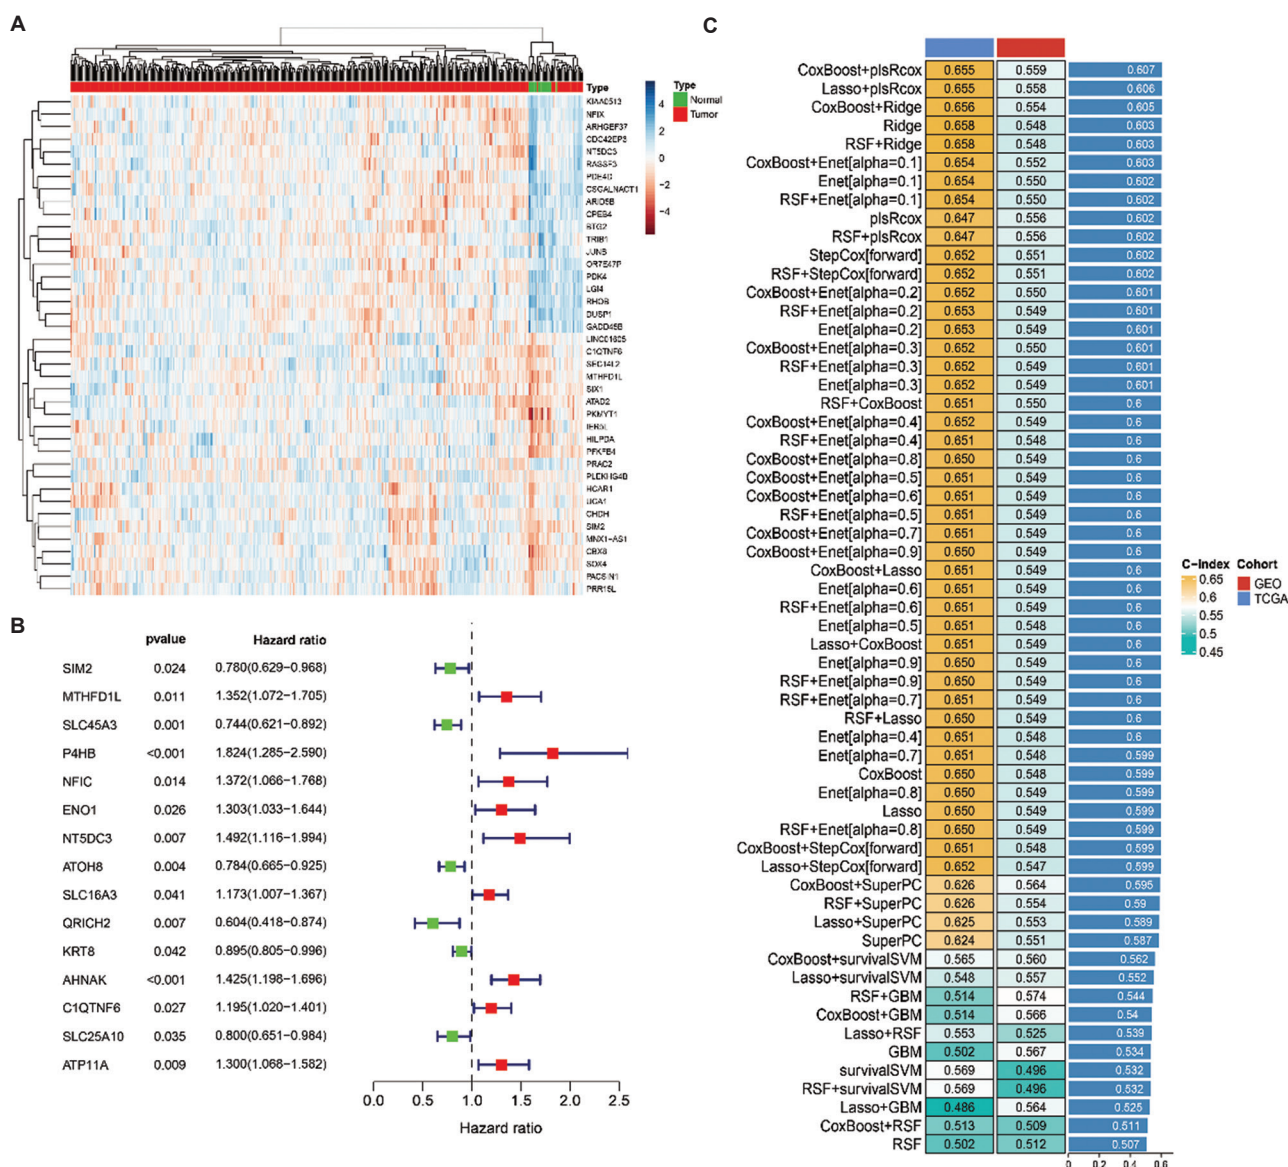 A
Type
KIAA0513
NFIX
ARHGEF37
CDC42EP3
NT5DC3
RASSF3
PDE4C
CSGALNACT1
ARID5B
CPEB4
BTG2
TRIB1
JUNB
OR7E47P
PDK4
LGI4
RHOB
DUSP1
GADD45B
LINC01605
C1QTNF6
SEC14L2
MTHFD1L
SIX1
ATAD2
PKMYT1
IER5L
HILPDA
PFKFB4
PRAC2
PLEKHG4B
HCAR1
UCA1
CHDH
SIM2
MNX1-AS1
CBX8
SOX4
PACSIN1
PRR15L
4
2
0
−2
−4
Type
Normal
Tumor
B
pvalue Hazard ratio
SIM2 0.024 0.780(0.629−0.968)
MTHFD1L 0.011 1.352(1.072−1.705)
SLC45A3 0.001 0.744(0.621−0.892)
P4HB <0.001 1.824(1.285−2.590)
NFIC 0.014 1.372(1.066−1.768)
ENO1 0.026 1.303(1.033−1.644)
NT5DC3 0.007 1.492(1.116−1.994)
ATOH8 0.004 0.784(0.665−0.925)
SLC16A3 0.041 1.173(1.007−1.367)
QRICH2 0.007 0.604(0.418−0.874)
KRT8 0.042 0.895(0.805−0.996)
AHNAK <0.001 1.425(1.198−1.696)
C1QTNF6 0.027 1.195(1.020−1.401)
SLC25A10 0.035 0.800(0.651−0.984)
ATP11A 0.009 1.300(1.068−1.582)
0.0 0.5 1.0 1.5 2.0 2.5
Hazard ratio
C
CoxBoost+plsRcox 0.655 0.559 0.607
Lasso+plsRcox 0.655 0.558 0.606
CoxBoost+Ridge 0.656 0.554 0.605
Ridge 0.658 0.548 0.603
RSF+Ridge 0.658 0.548 0.603
CoxBoost+Enet[alpha=0.1] 0.654 0.552 0.603
Enet[alpha=0.1] 0.654 0.550 0.602
RSF+Enet[alpha=0.1] 0.654 0.550 0.602
plsRcox 0.647 0.556 0.602
RSF+plsRcox 0.647 0.556 0.602
StepCox[forward] 0.652 0.551 0.602
RSF+StepCox[forward] 0.652 0.551 0.602
CoxBoost+Enet[alpha=0.2] 0.652 0.550 0.601
RSF+Enet[alpha=0.2] 0.653 0.549 0.601
Enet[alpha=0.2] 0.653 0.549 0.601
CoxBoost+Enet[alpha=0.3] 0.652 0.550 0.601
RSF+Enet[alpha=0.3] 0.652 0.549 0.601
Enet[alpha=0.3] 0.652 0.549 0.601
RSF+CoxBoost 0.651 0.550 0.6
CoxBoost+Enet[alpha=0.4] 0.652 0.549 0.6
RSF+Enet[alpha=0.4] 0.651 0.548 0.6
CoxBoost+Enet[alpha=0.8] 0.650 0.549 0.6
CoxBoost+Enet[alpha=0.5] 0.651 0.549 0.6
CoxBoost+Enet[alpha=0.6] 0.651 0.549 0.6
RSF+Enet[alpha=0.5] 0.651 0.549 0.6
CoxBoost+Enet[alpha=0.7] 0.651 0.549 0.6
CoxBoost+Enet[alpha=0.9] 0.650 0.549 0.6
CoxBoost+Lasso 0.651 0.549 0.6
Enet[alpha=0.6] 0.651 0.549 0.6
RSF+Enet[alpha=0.6] 0.651 0.549 0.6
Enet[alpha=0.5] 0.651 0.548 0.6
Lasso+CoxBoost 0.651 0.549 0.6
Enet[alpha=0.9] 0.650 0.549 0.6
RSF+Enet[alpha=0.9] 0.650 0.549 0.6
RSF+Enet[alpha=0.7] 0.651 0.549 0.6
RSF+Lasso 0.650 0.549 0.6
Enet[alpha=0.4] 0.651 0.548 0.6
Enet[alpha=0.7] 0.651 0.548 0.599
CoxBoost 0.650 0.548 0.599
Enet[alpha=0.8] 0.650 0.549 0.599
Lasso 0.650 0.549 0.599
RSF+Enet[alpha=0.8] 0.650 0.549 0.599
CoxBoost+StepCox[forward] 0.651 0.548 0.599
Lasso+StepCox[forward] 0.652 0.547 0.599
CoxBoost+SuperPC 0.626 0.564 0.595
RSF+SuperPC 0.626 0.554 0.59
Lasso+SuperPC 0.625 0.553 0.589
SuperPC 0.624 0.551 0.587
CoxBoost+survivalSVM 0.565 0.560 0.562
Lasso+survivalSVM 0.548 0.557 0.552
RSF+GBM 0.514 0.574 0.544
CoxBoost+GBM 0.514 0.566 0.54
Lasso+RSF 0.553 0.525 0.539
GBM 0.502 0.567 0.534
survivalSVM 0.569 0.496 0.532
RSF+survivalSVM 0.569 0.496 0.532
Lasso+GBM 0.486 0.564 0.525
CoxBoost+RSF 0.513 0.509 0.511
RSF 0.502 0.512 0.507
0 0.2 0.4 0.6
C-Index Cohort
0.65 GEO
0.6 TCGA
0.55
0.5
0.45